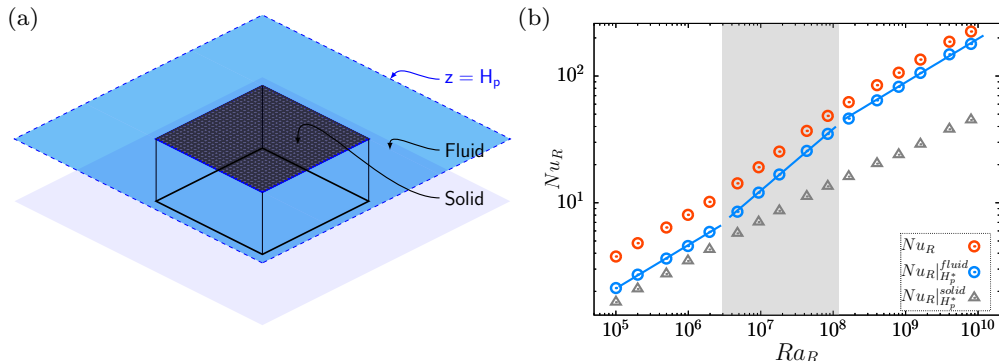 (a)
z = H_p
Fluid
Solid
(b)
Nu_R
10^2
10^1
Nu_R
Nu_R|_{H_p^*}^{fluid}
Nu_R|_{H_p^*}^{solid}
10^5
10^6
10^7
10^8
10^9
10^10
Ra_R